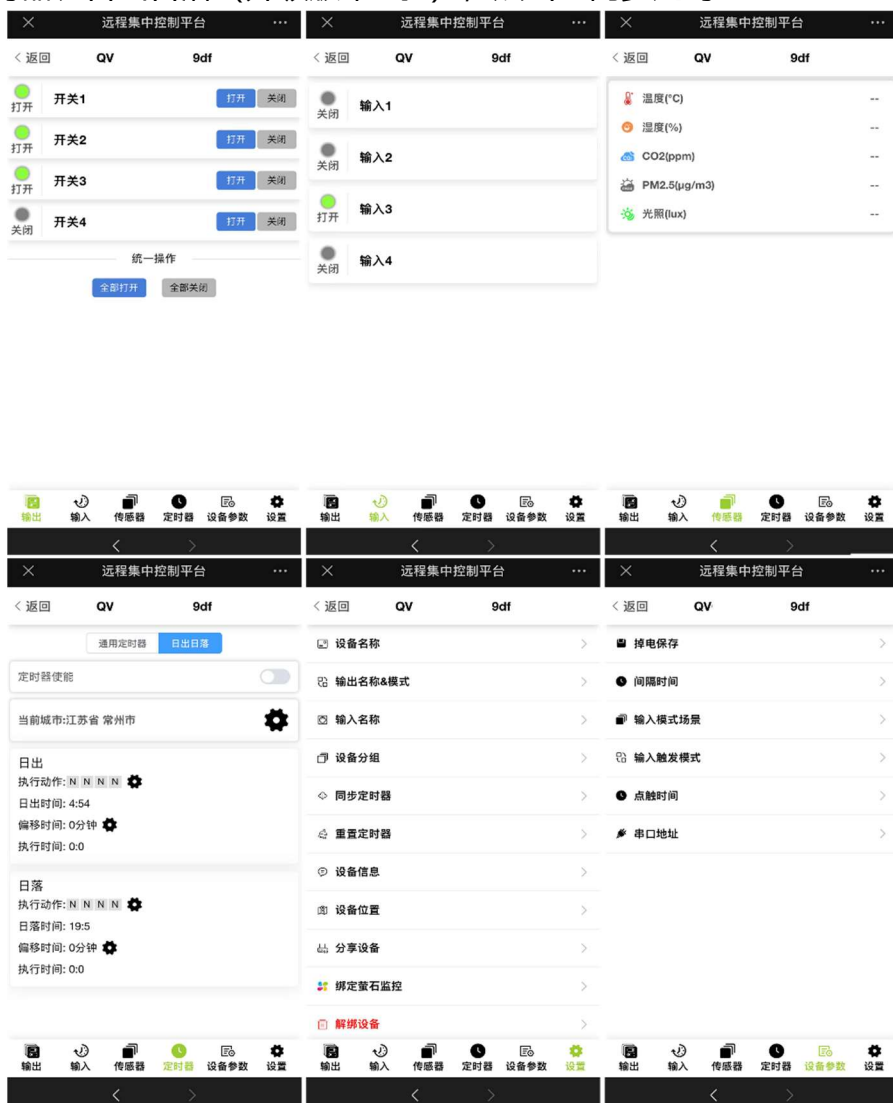 远程集中控制平台
返回 QV 9df
打开 开关1 打开 关闭
打开 开关2 打开 关闭
打开 开关3 打开 关闭
关闭 开关4 打开 关闭
统一操作
全部打开 全部关闭
输出 输入 传感器 定时器 设备参数 设置
远程集中控制平台
返回 QV 9df
关闭 输入1
关闭 输入2
打开 输入3
关闭 输入4
输出 输入 传感器 定时器 设备参数 设置
远程集中控制平台
返回 QV 9df
温度(°C) --
湿度(%) --
CO2(ppm) --
PM2.5(μg/m3) --
光照(lux) --
输出 输入 传感器 定时器 设备参数 设置
远程集中控制平台
返回 QV 9df
通用定时器 日出日落
定时器使能
当前城市:江苏省 常州市
日出
执行动作: N N N N
日出时间: 4:54
偏移时间: 0分钟
执行时间: 0:0
日落
执行动作: N N N N
日落时间: 19:5
偏移时间: 0分钟
执行时间: 0:0
输出 输入 传感器 定时器 设备参数 设置
远程集中控制平台
返回 QV 9df
设备名称
输出名称&模式
输入名称
设备分组
同步定时器
重置定时器
设备信息
设备位置
分享设备
绑定萤石监控
解绑设备
输出 输入 传感器 定时器 设备参数 设置
远程集中控制平台
返回 QV 9df
掉电保存
间隔时间
输入模式场景
输入触发模式
点触时间
串口地址
输出 输入 传感器 定时器 设备参数 设置